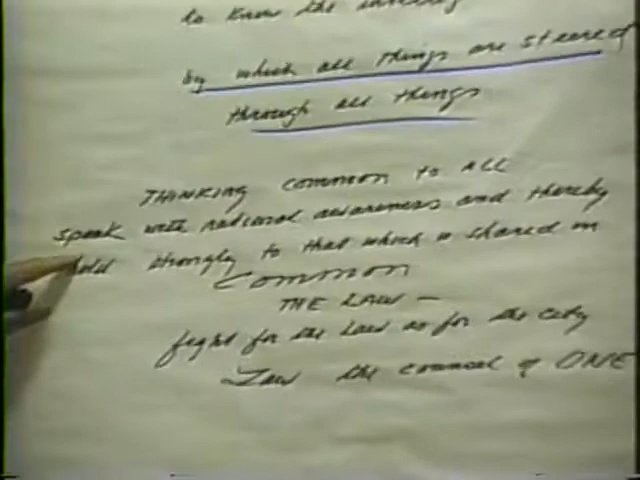 to know the
by which all things are steered
through all things
THINKING common to ALL
speak with rational awareness and thereby
hold strongly to that which is shared in
common
THE LAW —
fight for the Law as for the city
Law the counsel of ONE